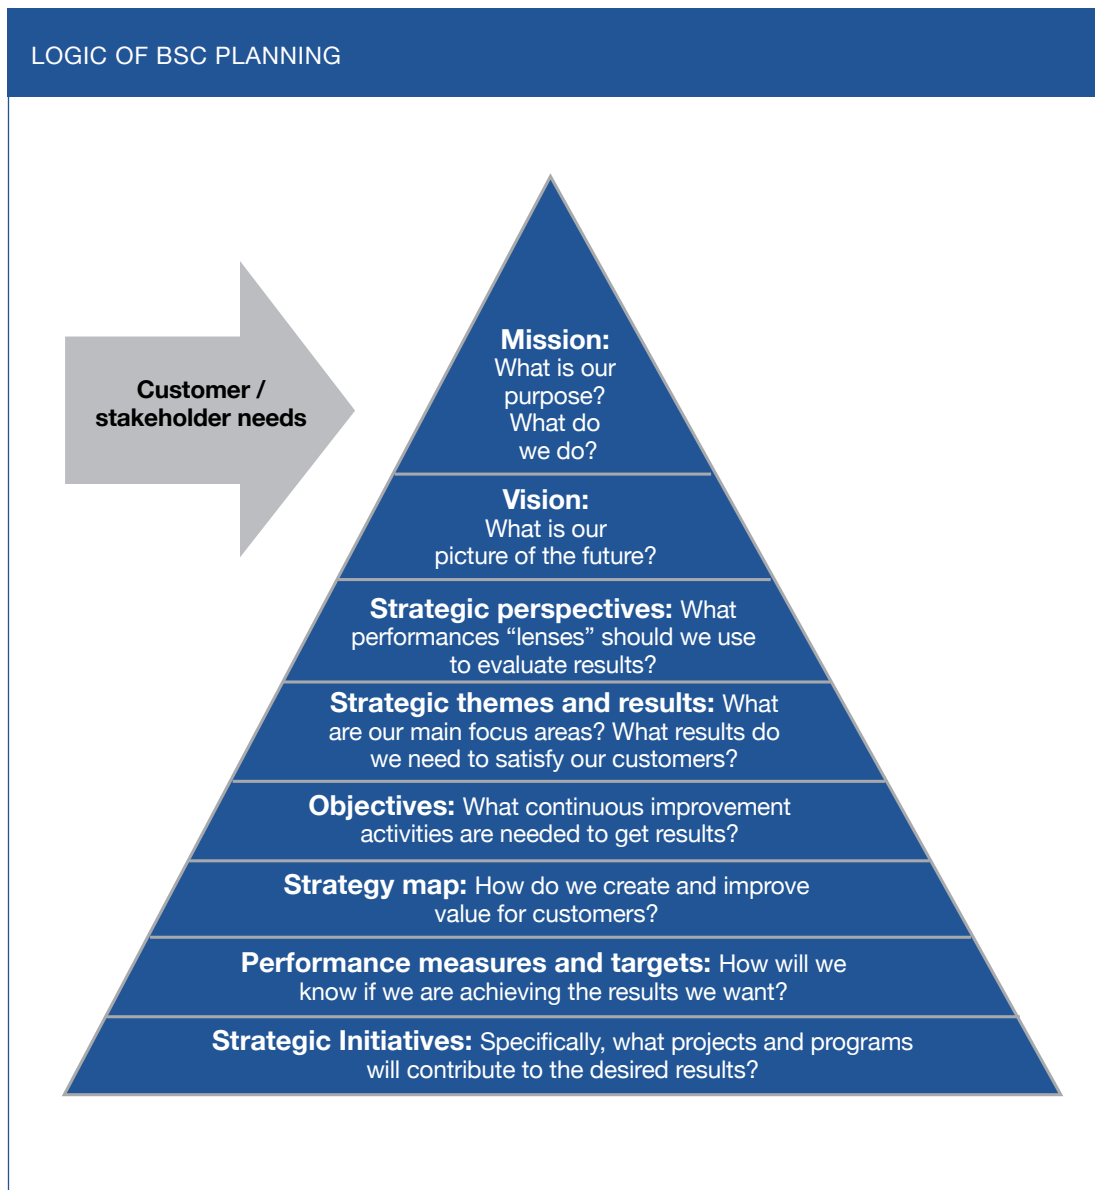 LOGIC OF BSC PLANNING
Customer /
stakeholder needs
Mission:
What is our
purpose?
What do
we do?
Vision:
What is our
picture of the future?
Strategic perspectives: What
performances “lenses” should we use
to evaluate results?
Strategic themes and results: What
are our main focus areas? What results do
we need to satisfy our customers?
Objectives: What continuous improvement
activities are needed to get results?
Strategy map: How do we create and improve
value for customers?
Performance measures and targets: How will we
know if we are achieving the results we want?
Strategic Initiatives: Specifically, what projects and programs
will contribute to the desired results?